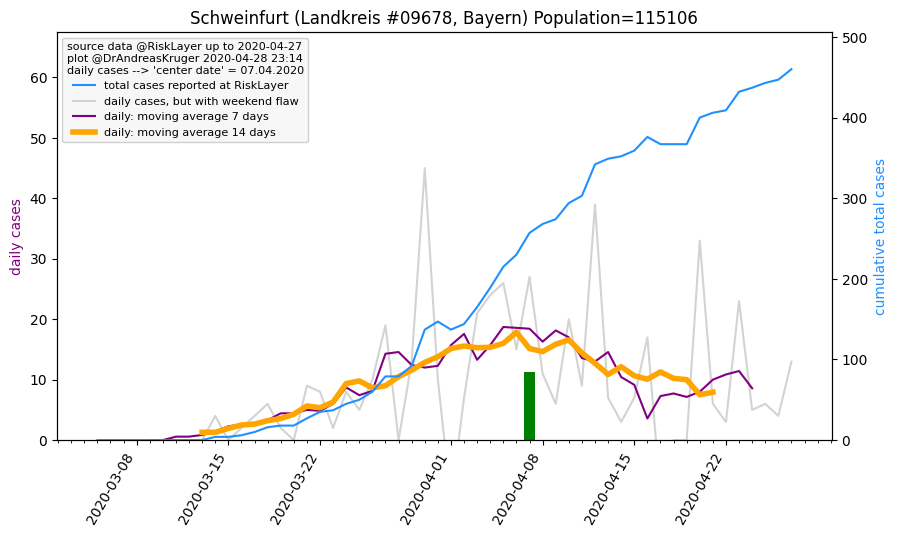 Schweinfurt (Landkreis #09678, Bayern) Population=115106
source data @RiskLayer up to 2020-04-27
plot @DrAndreasKruger 2020-04-28 23:14
daily cases --> 'center date' = 07.04.2020
total cases reported at RiskLayer
daily cases, but with weekend flaw
daily: moving average 7 days
daily: moving average 14 days
daily cases
0
10
20
30
40
50
60
cumulative total cases
0
100
200
300
400
500
2020-03-08
2020-03-15
2020-03-22
2020-04-01
2020-04-08
2020-04-15
2020-04-22